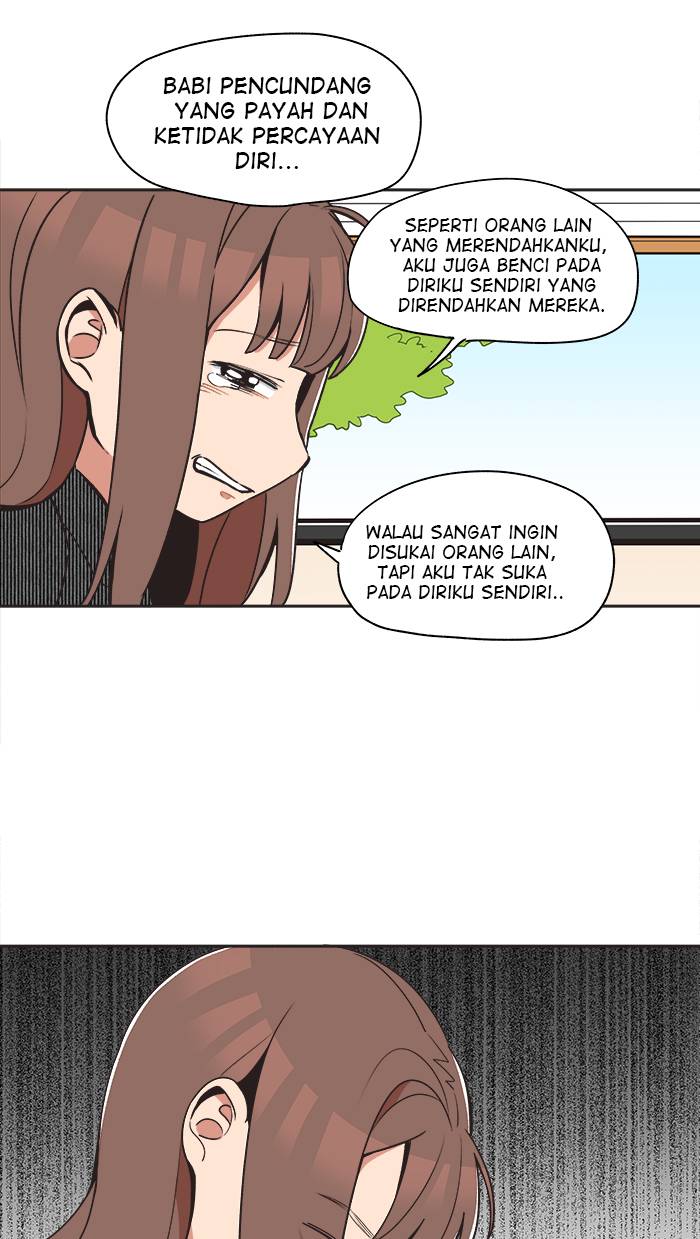 BABI PENCUNDANG
YANG PAYAH DAN
KETIDAK PERCAYAAN
DIRI...
SEPERTI ORANG LAIN
YANG MERENDAHKANKU,
AKU JUGA BENCI PADA
DIRIKU SENDIRI YANG
DIRENDAHKAN MEREKA.
WALAU SANGAT INGIN
DISUKAI ORANG LAIN,
TAPI AKU TAK SUKA
PADA DIRIKU SENDIRI..